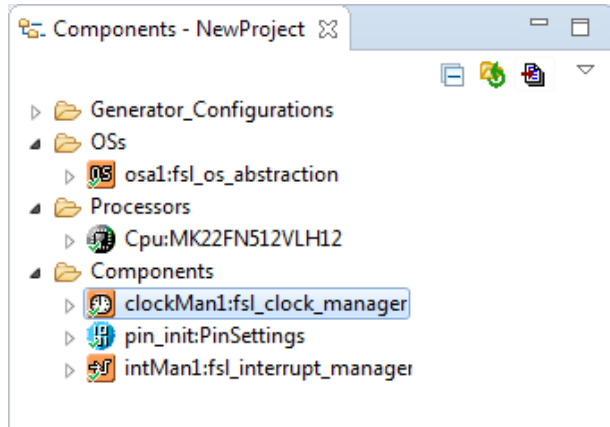 Components - NewProject
Generator_Configurations
OSs
osa1:fsl_os_abstraction
Processors
Cpu:MK22FN512VLH12
Components
clockMan1:fsl_clock_manager
pin_init:PinSettings
intMan1:fsl_interrupt_manager